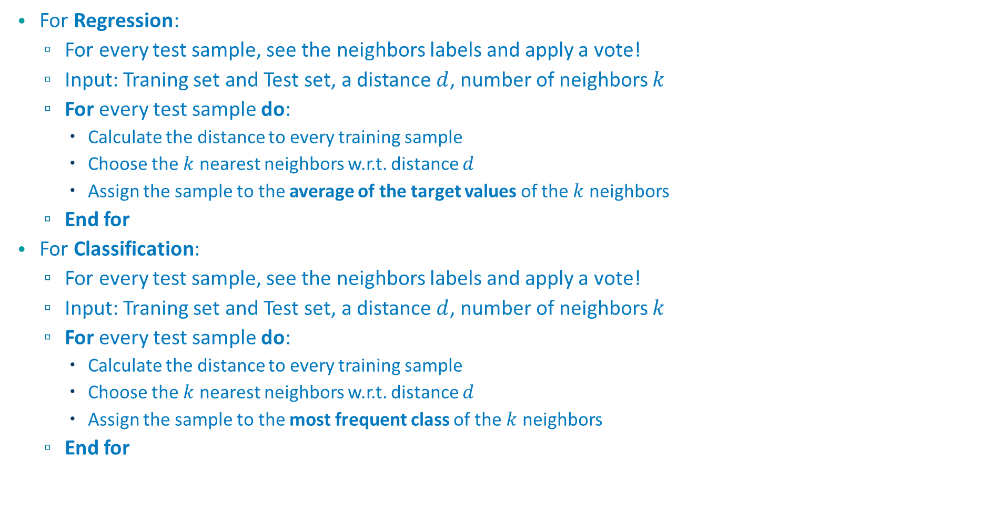 • For Regression:
▫ For every test sample, see the neighbors labels and apply a vote!
▫ Input: Traning set and Test set, a distance d, number of neighbors k
▫ For every test sample do:
• Calculate the distance to every training sample
• Choose the k nearest neighbors w.r.t. distance d
• Assign the sample to the average of the target values of the k neighbors
▫ End for
• For Classification:
▫ For every test sample, see the neighbors labels and apply a vote!
▫ Input: Traning set and Test set, a distance d, number of neighbors k
▫ For every test sample do:
• Calculate the distance to every training sample
• Choose the k nearest neighbors w.r.t. distance d
• Assign the sample to the most frequent class of the k neighbors
▫ End for